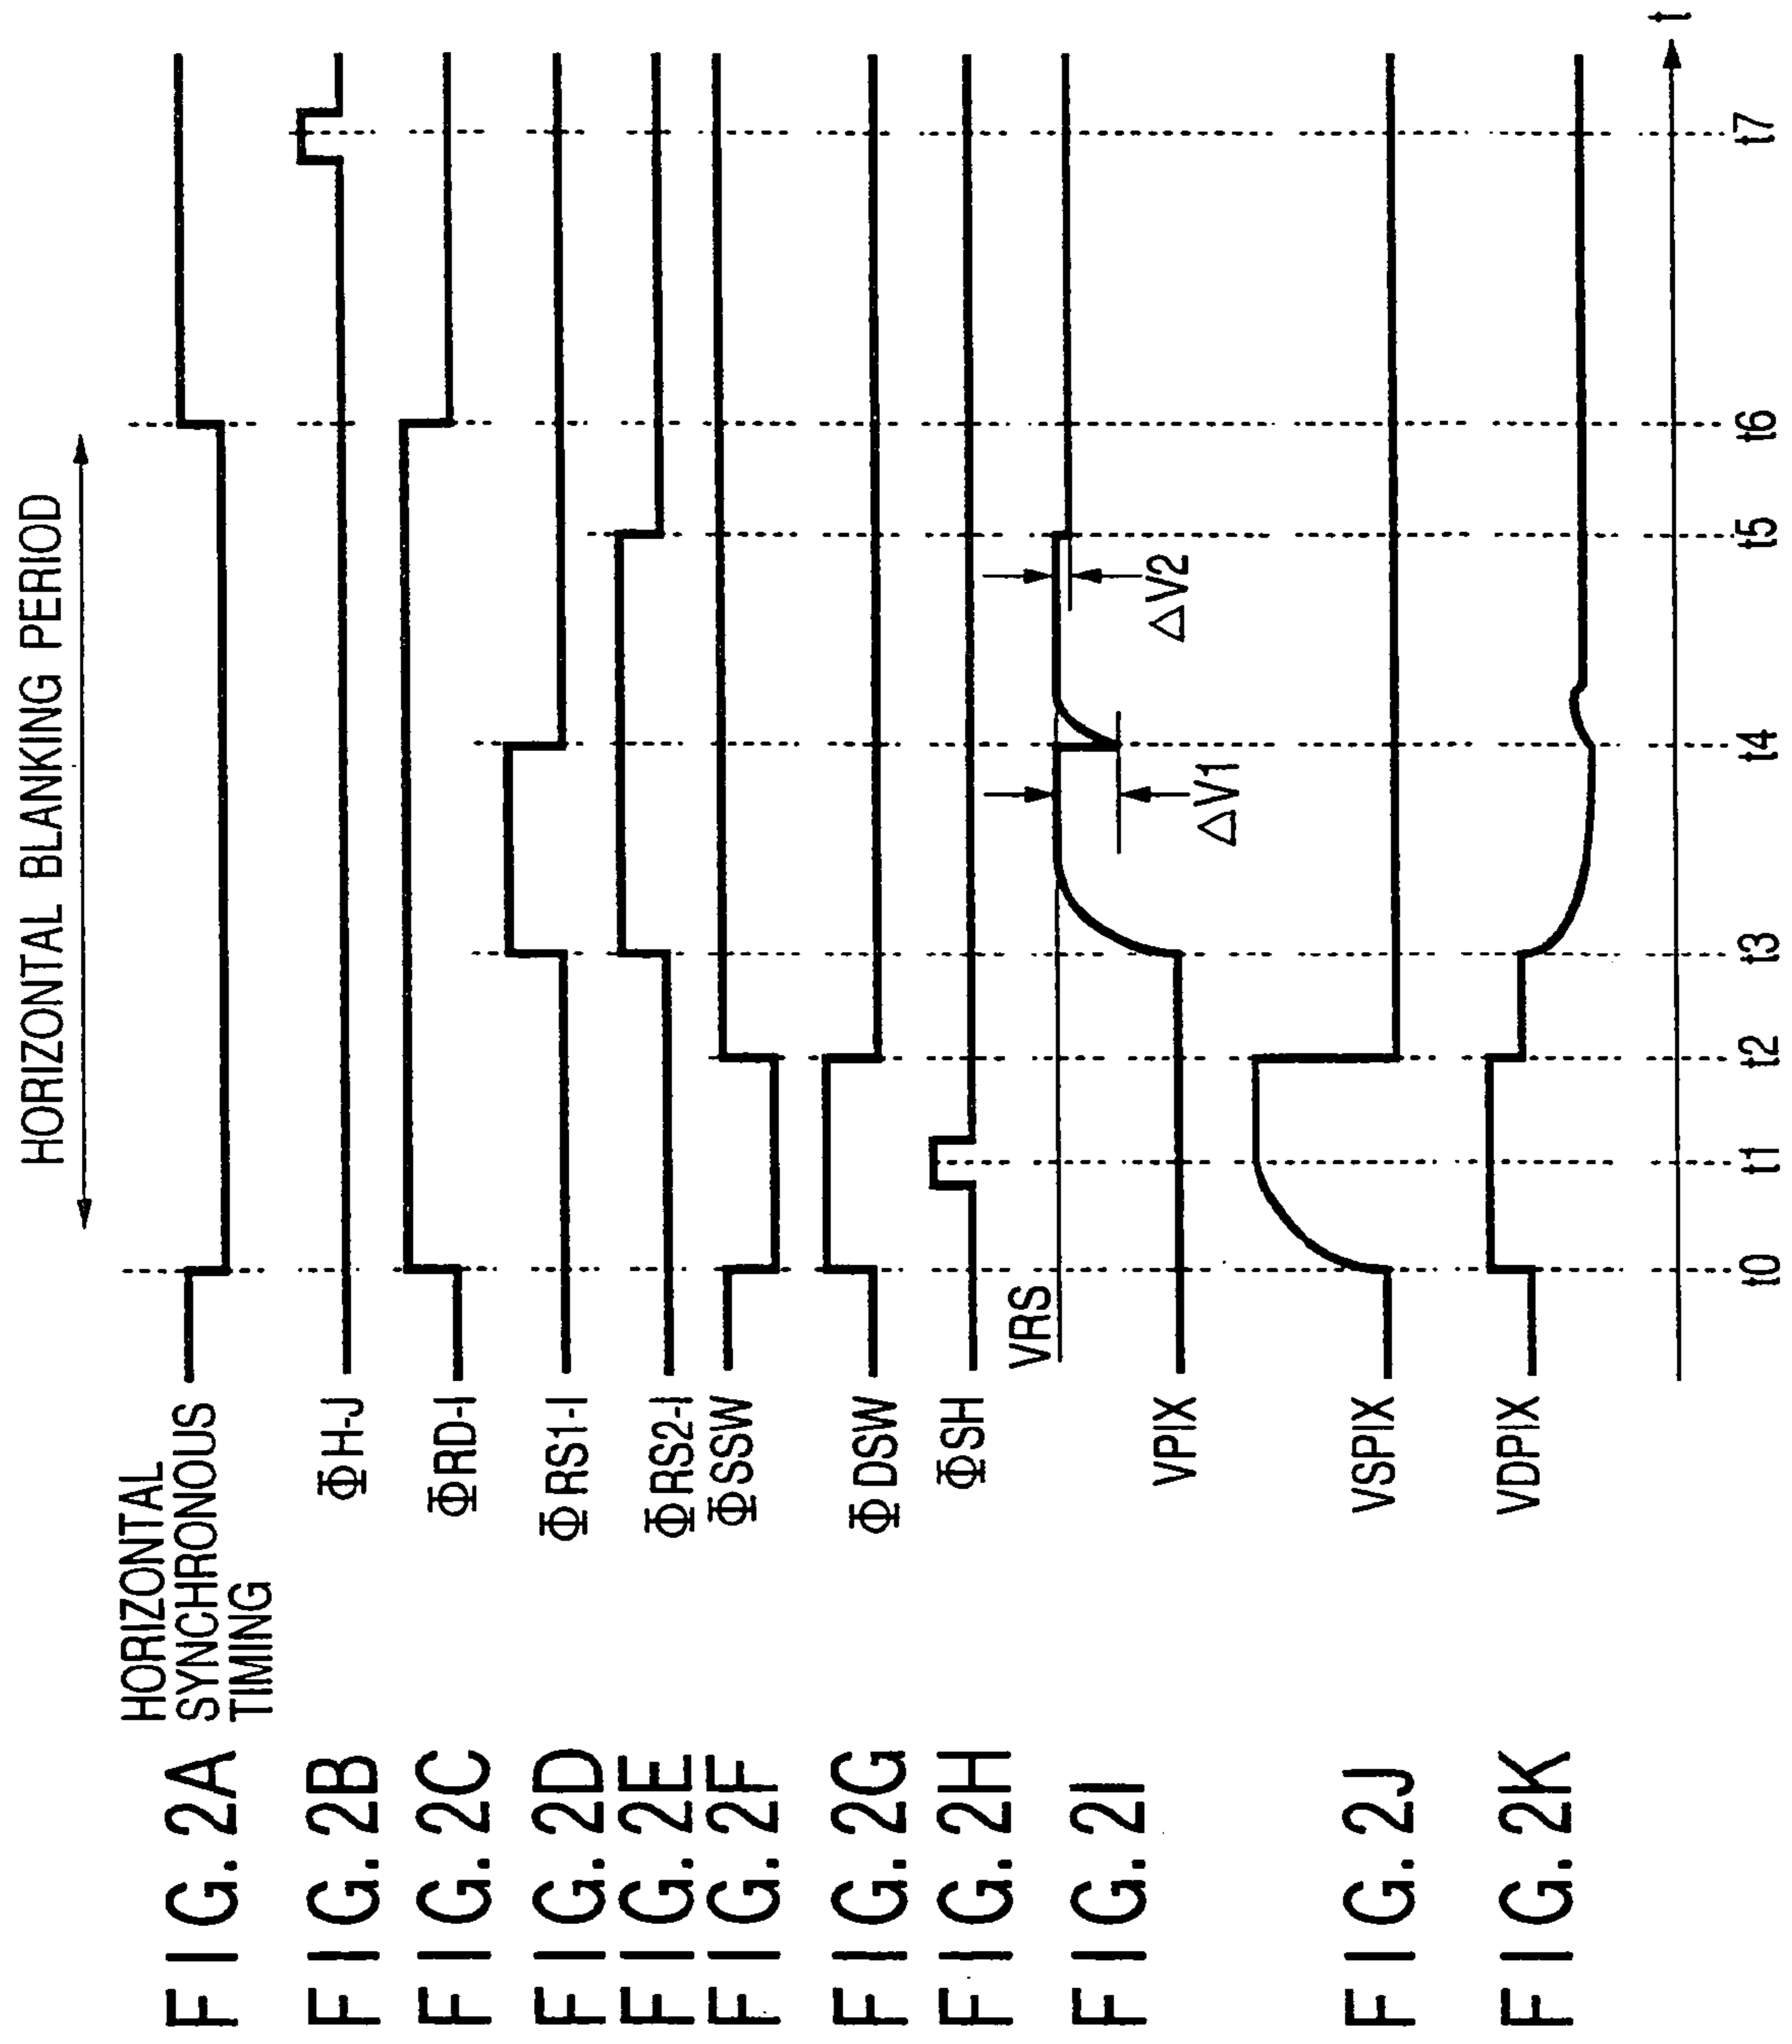 HORIZONTAL BLANKING PERIOD
FIG. 2A
HORIZONTAL
SYNCHRONOUS
TIMING
FIG. 2B
ΦH-J
FIG. 2C
ΦRD-I
FIG. 2D
ΦRS1-I
FIG. 2E
ΦRS2-I
FIG. 2F
ΦSSW
FIG. 2G
ΦDSW
FIG. 2H
ΦSH
FIG. 2I
VRS
VPIX
△V1
△V2
FIG. 2J
VSPIX
FIG. 2K
VDPIX
t
t0 t1 t2 t3 t4 t5 t6 t7